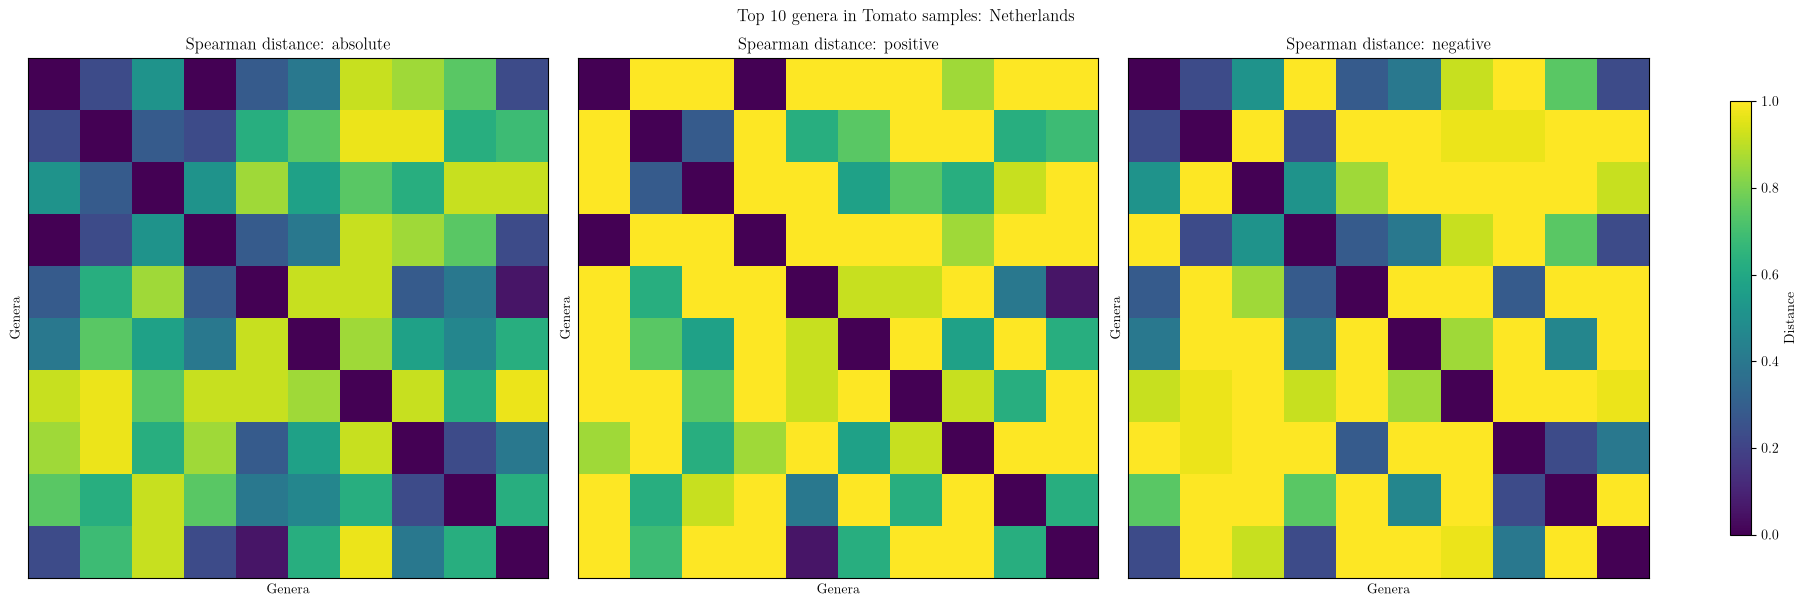 Top 10 genera in Tomato samples: Netherlands
Spearman distance: absolute
Spearman distance: positive
Spearman distance: negative
Genera
Genera
Genera
Genera
Genera
Genera
1.0
0.8
0.6
0.4
0.2
0.0
Distance